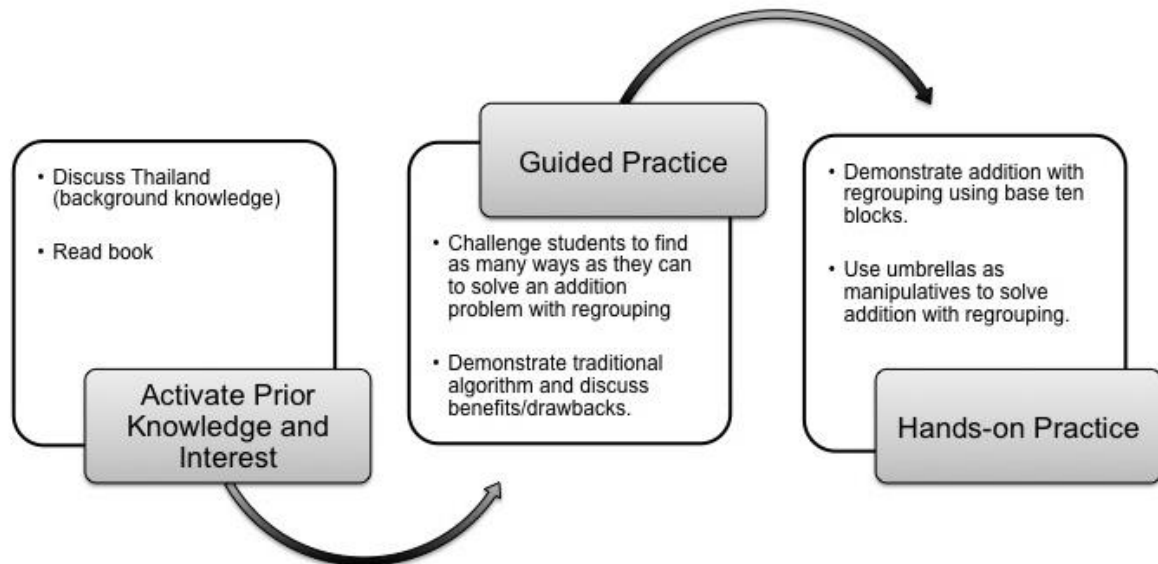 • Discuss Thailand
(background knowledge)
• Read book
Activate Prior
Knowledge and
Interest
Guided Practice
• Challenge students to find
as many ways as they can
to solve an addition
problem with regrouping
• Demonstrate traditional
algorithm and discuss
benefits/drawbacks.
• Demonstrate addition with
regrouping using base ten
blocks.
• Use umbrellas as
manipulatives to solve
addition with regrouping.
Hands-on Practice